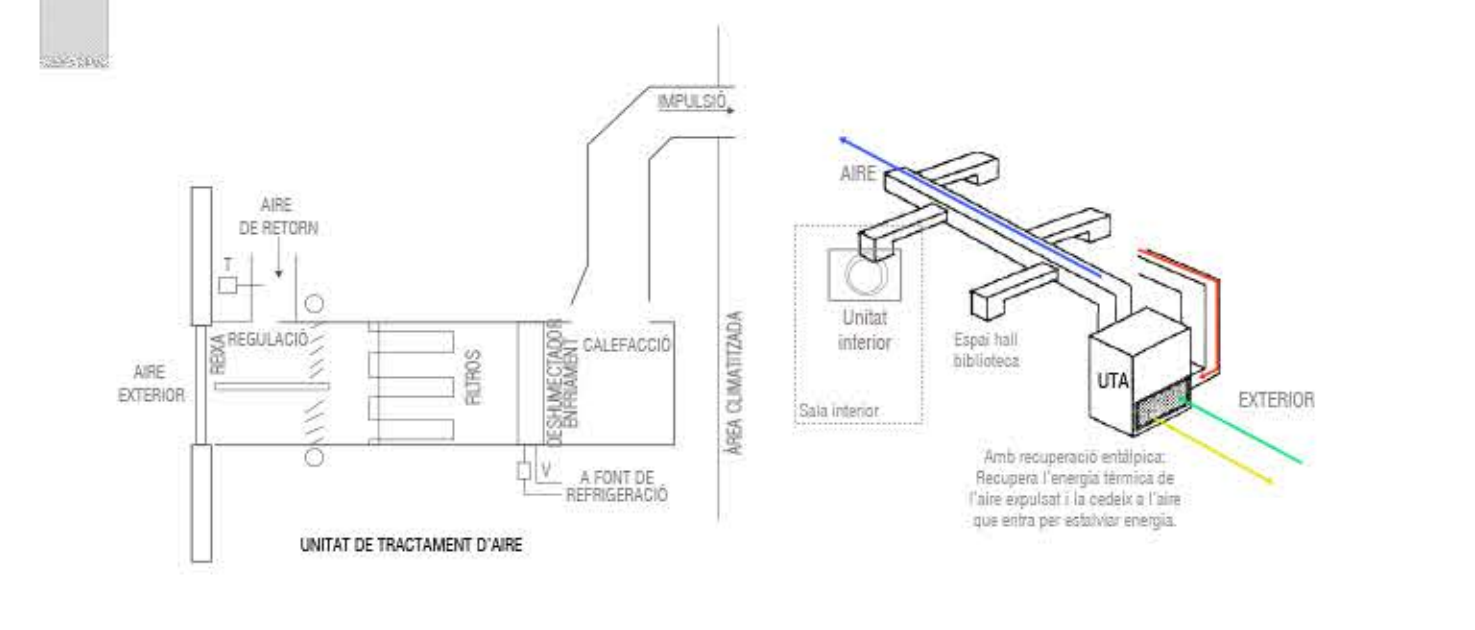 IMPULSIÓ
AIRE
DE RETORN
T
REIXA
REGULACIÓ
AIRE
EXTERIOR
FILTROS
DESHUMECTADOR
ENFRIAMENT
CALEFACCIÓ
ÀREA CLIMATITZADA
V
A FONT DE
REFRIGERACIÓ
UNITAT DE TRACTAMENT D'AIRE
AIRE
Unitat
interior
Sala interior
Espai hall
biblioteca
UTA
EXTERIOR
Amb recuperació entàlpica:
Recupera l'energia tèrmica de
l'aire expulsat i la cedeix a l'aire
que entra per estalviar energia.